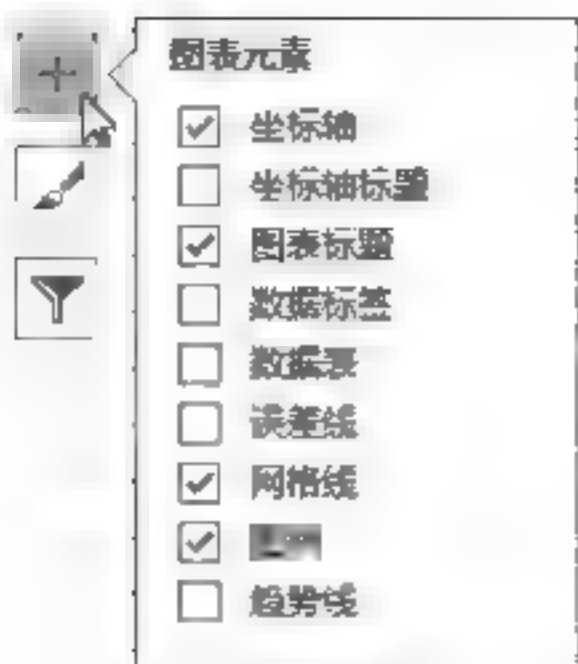 图表元素
坐标轴
坐标轴标题
图表标题
数据标签
数据表
误差线
网格线
趋势线